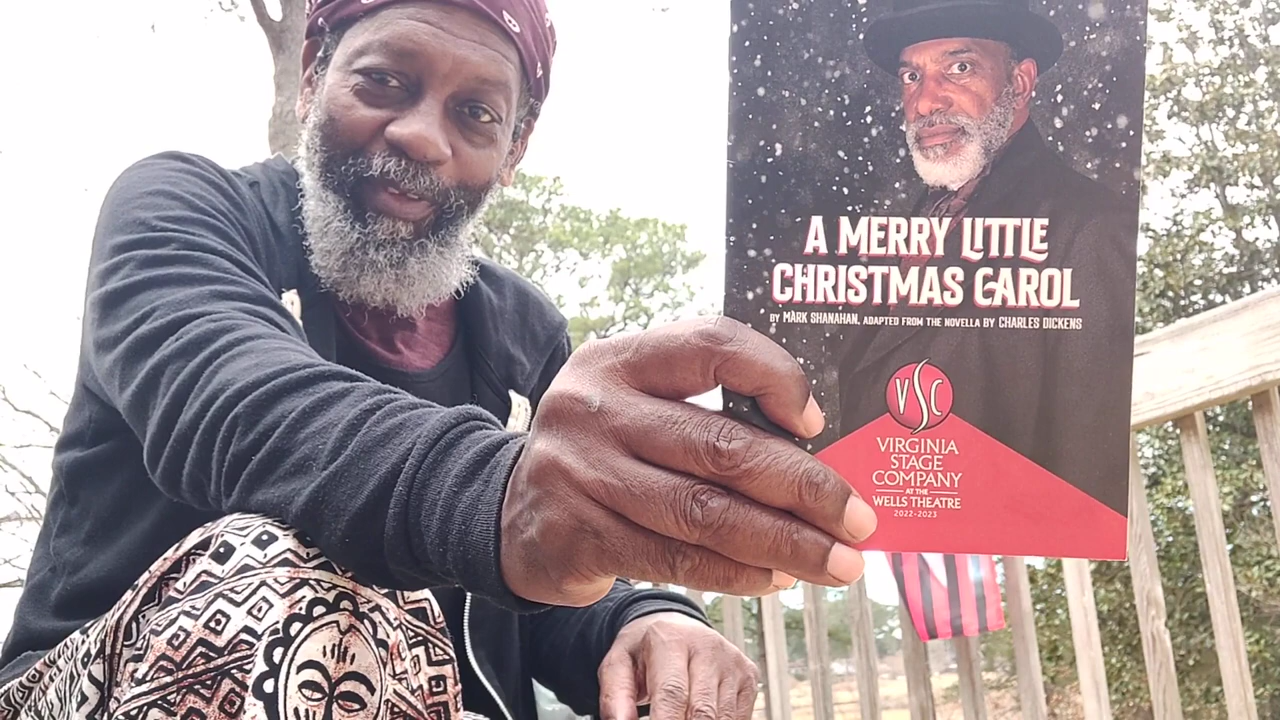 A MERRY LITTLE
CHRISTMAS CAROL
BY MARK SHANAHAN, ADAPTED FROM THE NOVELLA BY CHARLES DICKENS
VSC
VIRGINIA
STAGE
COMPANY
AT THE
WELLS THEATRE
2022-2023